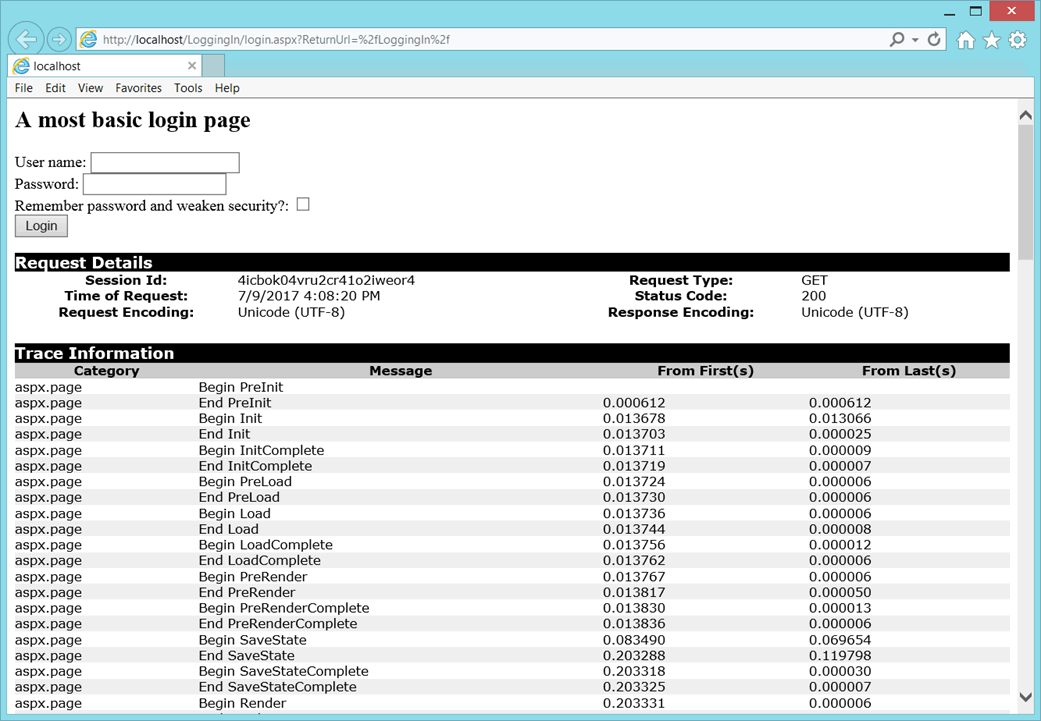 http://localhost/LoggingIn/login.aspx?ReturnUrl=%2fLoggingIn%2f
localhost
File Edit View Favorites Tools Help
A most basic login page
User name:
Password:
Remember password and weaken security?:
Login
Request Details
Session Id: 4icbok04vru2cr41o2iweor4 Request Type: GET
Time of Request: 7/9/2017 4:08:20 PM Status Code: 200
Request Encoding: Unicode (UTF-8) Response Encoding: Unicode (UTF-8)
Trace Information
Category Message From First(s) From Last(s)
aspx.page Begin PreInit
aspx.page End PreInit 0.000612 0.000612
aspx.page Begin Init 0.013678 0.013066
aspx.page End Init 0.013703 0.000025
aspx.page Begin InitComplete 0.013711 0.000009
aspx.page End InitComplete 0.013719 0.000007
aspx.page Begin PreLoad 0.013724 0.000006
aspx.page End PreLoad 0.013730 0.000006
aspx.page Begin Load 0.013736 0.000006
aspx.page End Load 0.013744 0.000008
aspx.page Begin LoadComplete 0.013756 0.000012
aspx.page End LoadComplete 0.013762 0.000006
aspx.page Begin PreRender 0.013767 0.000006
aspx.page End PreRender 0.013817 0.000050
aspx.page Begin PreRenderComplete 0.013830 0.000013
aspx.page End PreRenderComplete 0.013836 0.000006
aspx.page Begin SaveState 0.083490 0.069654
aspx.page End SaveState 0.203288 0.119798
aspx.page Begin SaveStateComplete 0.203318 0.000030
aspx.page End SaveStateComplete 0.203325 0.000007
aspx.page Begin Render 0.203331 0.000006